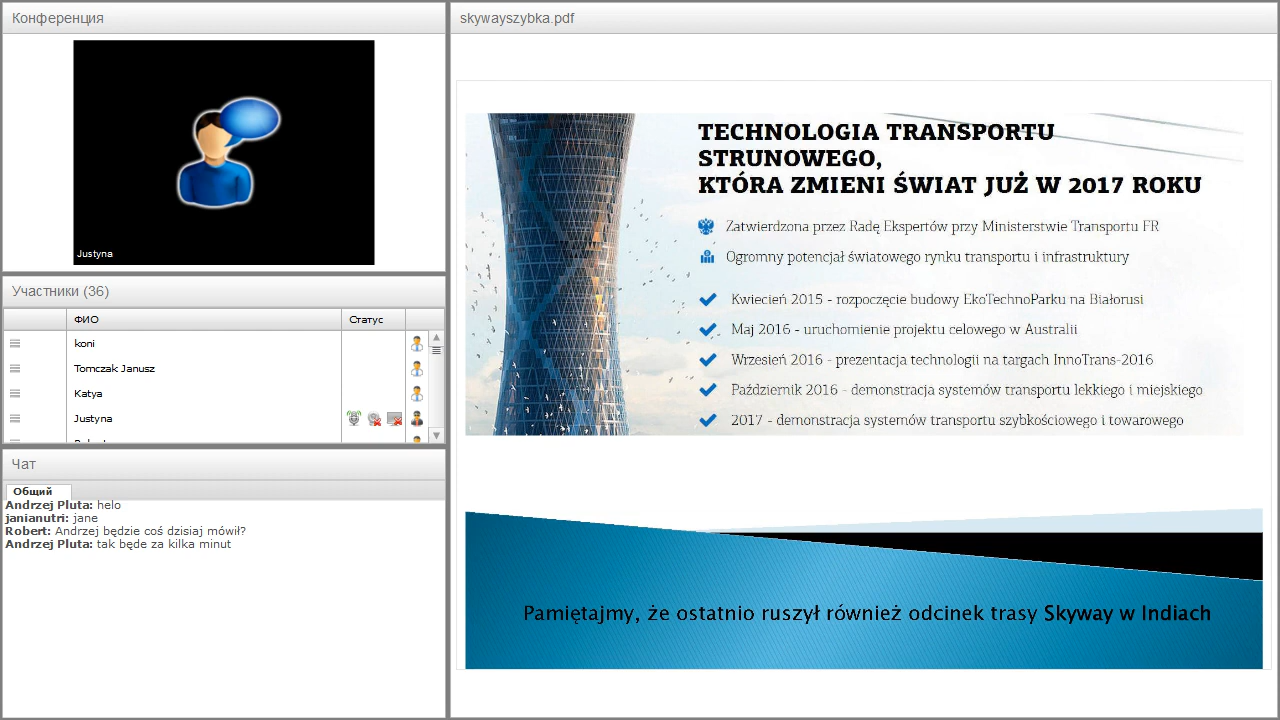 Конференция
Justyna
Участники (36)
ФИО Статус
koni
Tomczak Janusz
Katya
Justyna
Чат
Общий
Andrzej Pluta: helo
janianutri: jane
Robert: Andrzej będzie coś dzisiaj mówił?
Andrzej Pluta: tak będe za kilka minut
skywayszybka.pdf
TECHNOLOGIA TRANSPORTU
STRUNOWEGO,
KTÓRA ZMIENI ŚWIAT JUŻ W 2017 ROKU
Zatwierdzona przez Radę Ekspertów przy Ministerstwie Transportu FR
Ogromny potencjał światowego rynku transportu i infrastruktury
Kwiecień 2015 - rozpoczęcie budowy EkoTechnoParku na Białorusi
Maj 2016 - uruchomienie projektu celowego w Australii
Wrzesień 2016 - prezentacja technologii na targach InnoTrans-2016
Październik 2016 - demonstracja systemów transportu lekkiego i miejskiego
2017 - demonstracja systemów transportu szybkościowego i towarowego
Pamiętajmy, że ostatnio ruszył również odcinek trasy Skyway w Indiach